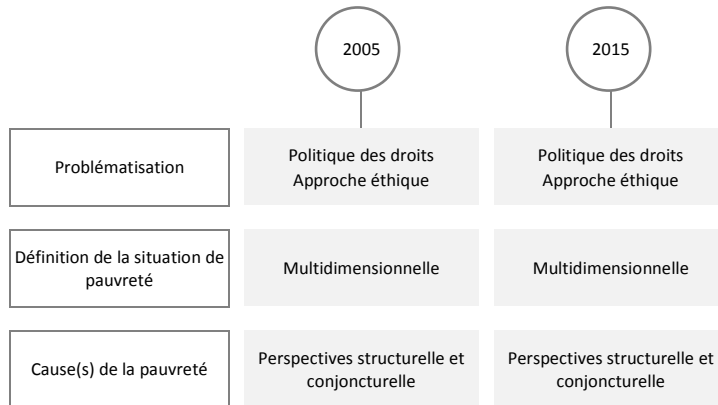 2005
2015
Problématisation
Politique des droits
Approche éthique
Politique des droits
Approche éthique
Définition de la situation de
pauvreté
Multidimensionnelle
Multidimensionnelle
Cause(s) de la pauvreté
Perspectives structurelle et
conjoncturelle
Perspectives structurelle et
conjoncturelle